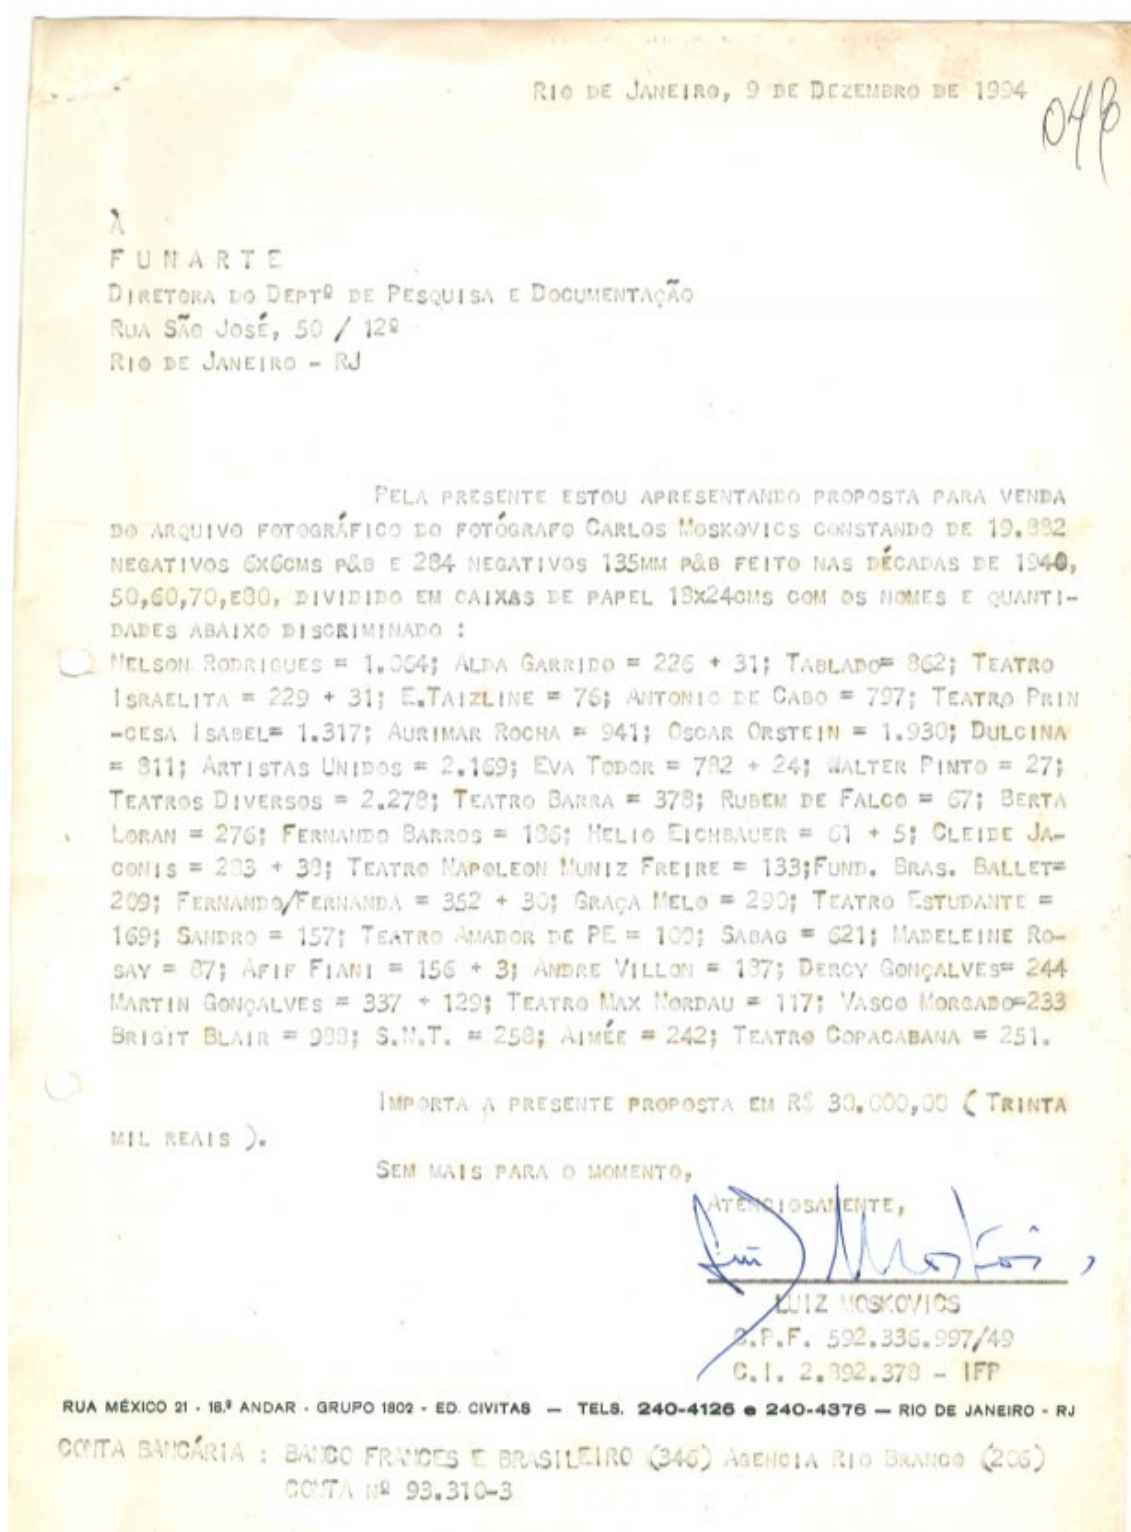 RIO DE JANEIRO, 9 DE DEZEMBRO DE 1994
À
F U N A R T E
DIRETORA DO DEPTº DE PESQUISA E DOCUMENTAÇÃO
RUA SÃO JOSÉ, 50 / 12º
RIO DE JANEIRO - RJ
PELA PRESENTE ESTOU APRESENTANDO PROPOSTA PARA VENDA
DO ARQUIVO FOTOGRÁFICO DO FOTÓGRAFO CARLOS MOSKOVICS CONSTANDO DE 19.882
NEGATIVOS 6X6CMS P&B E 284 NEGATIVOS 135MM P&B FEITO NAS DÉCADAS DE 1940,
50,60,70,E80, DIVIDIDO EM CAIXAS DE PAPEL 18X24CMS COM OS NOMES E QUANTI-
DADES ABAIXO DISCRIMINADO :
NELSON RODRIGUES = 1.064; ALDA GARRIDO = 226 + 31; TABLADO= 862; TEATRO
ISRAELITA = 229 + 31; E.TAIZLINE = 76; ANTONIO DE CABO = 797; TEATRO PRIN
-CESA ISABEL= 1.317; AURIMAR ROCHA = 941; OSCAR ORSTEIN = 1.930; DULCINA
= 811; ARTISTAS UNIDOS = 2.169; EVA TODOR = 782 + 24; WALTER PINTO = 27;
TEATROS DIVERSOS = 2.278; TEATRO BARRA = 378; RUBEM DE FALCO = 67; BERTA
LORAN = 276; FERNANDO BARROS = 186; HELIO EICHBAUER = 61 + 5; CLEIDE JA-
CONIS = 283 + 38; TEATRO NAPOLEON MUNIZ FREIRE = 133;FUND. BRAS. BALLET=
209; FERNANDO/FERNANDA = 352 + 30; GRAÇA MELO = 290; TEATRO ESTUDANTE =
169; SANDRO = 157; TEATRO AMADOR DE PE = 100; SABAG = 621; MADELEINE RO-
SAY = 87; AFIF FIANI = 156 + 3; ANDRE VILLON = 187; DERCY GONÇALVES= 244
MARTIN GONÇALVES = 337 + 129; TEATRO MAX NORDAU = 117; VASCO MORGADO=233
BRIGIT BLAIR = 988; S.N.T. = 258; AIMÉE = 242; TEATRO COPACABANA = 251.
IMPORTA A PRESENTE PROPOSTA EM R$ 30.000,00 ( TRINTA
MIL REAIS ).
SEM MAIS PARA O MOMENTO,
ATENCIOSAMENTE,
LUIZ MOSKOVICS
C.P.F. 592.336.997/49
C.I. 2.892.378 - IFP
RUA MÉXICO 21 - 18.º ANDAR - GRUPO 1802 - ED. CIVITAS — TELS. 240-4126 e 240-4376 — RIO DE JANEIRO - RJ
CONTA BANCÁRIA : BANCO FRANCES E BRASILEIRO (346) AGENCIA RIO BRANCO (206)
CONTA Nº 93.310-3